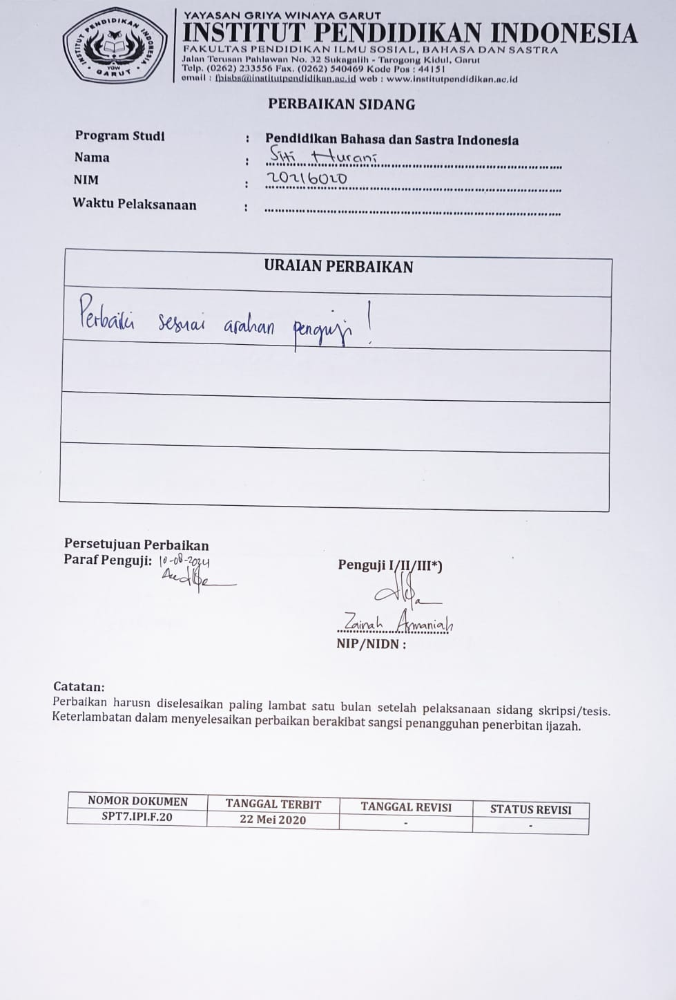 INSTITUT PENDIDIKAN INDONESIA
YGW
GARUT
YAYASAN GRIYA WINAYA GARUT
INSTITUT PENDIDIKAN INDONESIA
FAKULTAS PENDIDIKAN ILMU SOSIAL, BAHASA DAN SASTRA
Jalan Terusan Pahlawan No. 32 Sukagalih - Tarogong Kidul, Garut
Telp. (0262) 233556 Fax. (0262) 540469 Kode Pos : 44151
email : fpisbs@institutpendidikan.ac.id web : www.institutpendidikan.ac.id
PERBAIKAN SIDANG
Program Studi : Pendidikan Bahasa dan Sastra Indonesia
Nama : Siti Nurani
NIM : 20216020
Waktu Pelaksanaan :
URAIAN PERBAIKAN
Perbaiki sesuai arahan penguji!
Persetujuan Perbaikan
Paraf Penguji: 10-08-2024
Penguji I/II/III*)
Zainah Asmaniah
NIP/NIDN :
Catatan:
Perbaikan harusn diselesaikan paling lambat satu bulan setelah pelaksanaan sidang skripsi/tesis.
Keterlambatan dalam menyelesaikan perbaikan berakibat sangsi penangguhan penerbitan ijazah.
NOMOR DOKUMEN TANGGAL TERBIT TANGGAL REVISI STATUS REVISI
SPT7.IPI.F.20 22 Mei 2020 - -